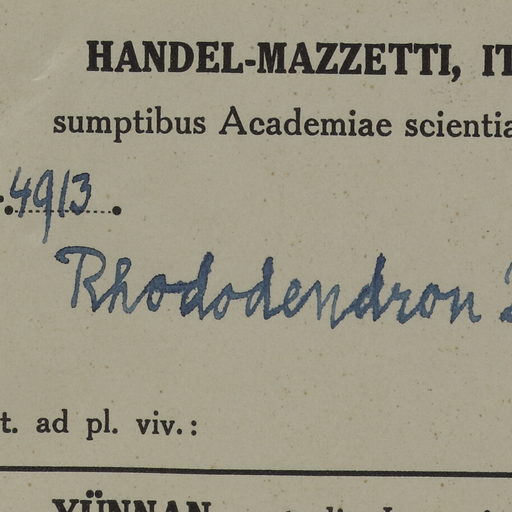 HANDEL-MAZZETTI, IT
sumptibus Academiae scientia
4913.
Rhododendron
t. ad pl. viv.:
YÜNNAN